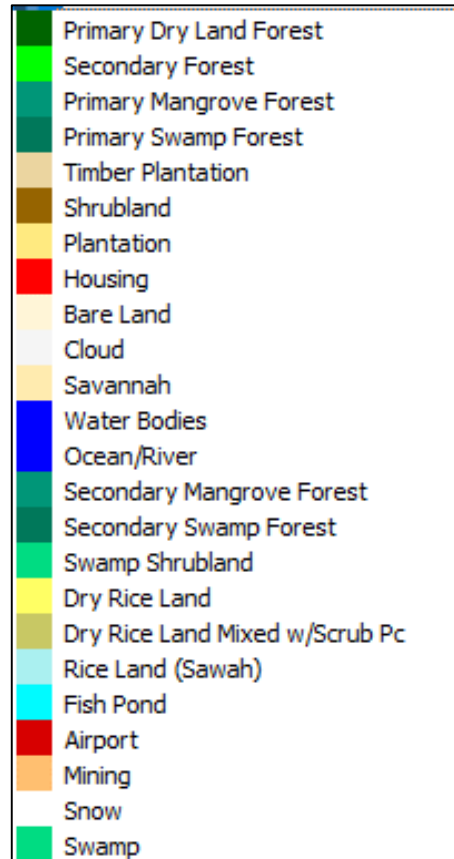 Primary Dry Land Forest
Secondary Forest
Primary Mangrove Forest
Primary Swamp Forest
Timber Plantation
Shrubland
Plantation
Housing
Bare Land
Cloud
Savannah
Water Bodies
Ocean/River
Secondary Mangrove Forest
Secondary Swamp Forest
Swamp Shrubland
Dry Rice Land
Dry Rice Land Mixed w/Scrub Pc
Rice Land (Sawah)
Fish Pond
Airport
Mining
Snow
Swamp